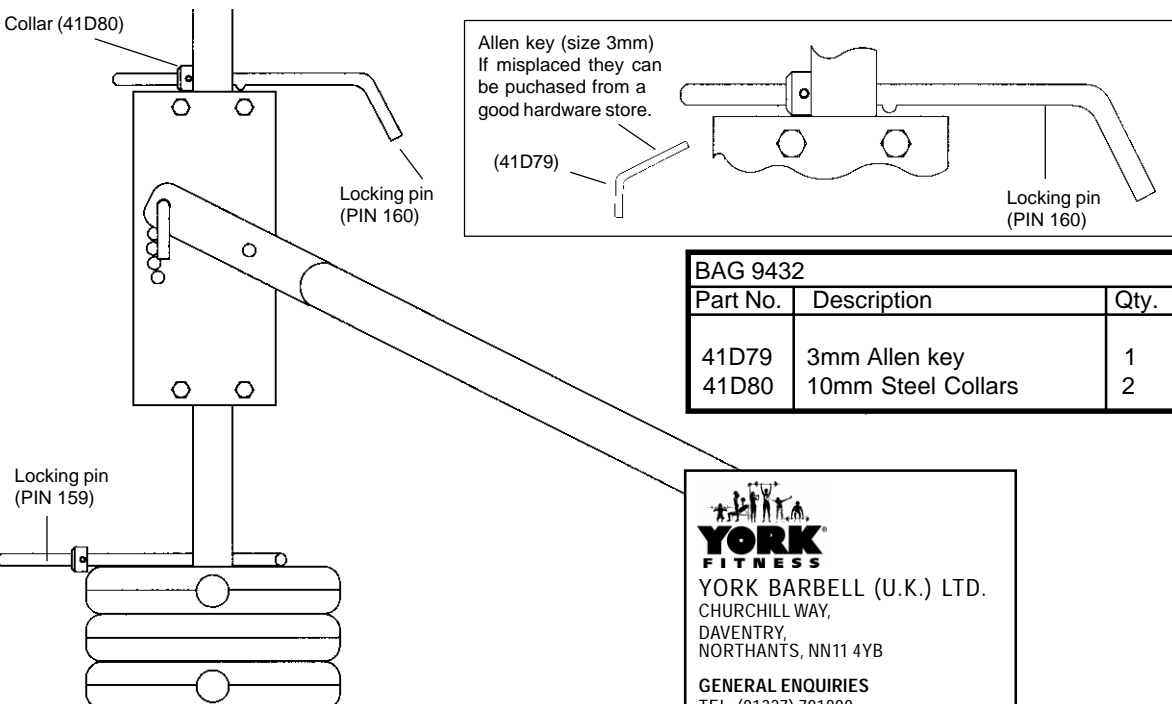 Collar (41D80)
Allen key (size 3mm)
If misplaced they can
be puchased from a
good hardware store.
(41D79)
Locking pin
(PIN 160)
Locking pin
(PIN 160)
BAG 9432
Part No. Description Qty.
41D79 3mm Allen key 1
41D80 10mm Steel Collars 2
Locking pin
(PIN 159)
YORK®
FITNESS
YORK BARBELL (U.K.) LTD.
CHURCHILL WAY,
DAVENTRY,
NORTHANTS, NN11 4YB
GENERAL ENQUIRIES
TEL (01327) 701800